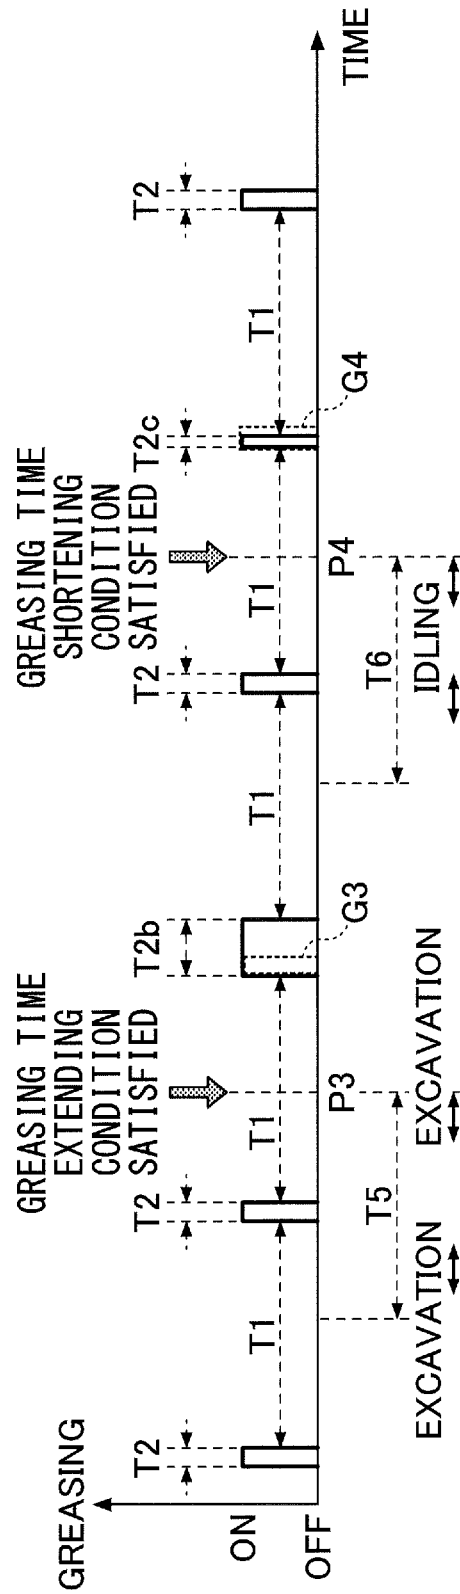 GREASING
ON
OFF
TIME
GREASING TIME
EXTENDING
CONDITION
SATISFIED
GREASING TIME
SHORTENING
CONDITION
SATISFIED
T2
T2
T2b
T2
T2c
T2
T1
T1
T1
T1
T1
T1
G3
G4
P3
P4
T5
T6
EXCAVATION
EXCAVATION
IDLING